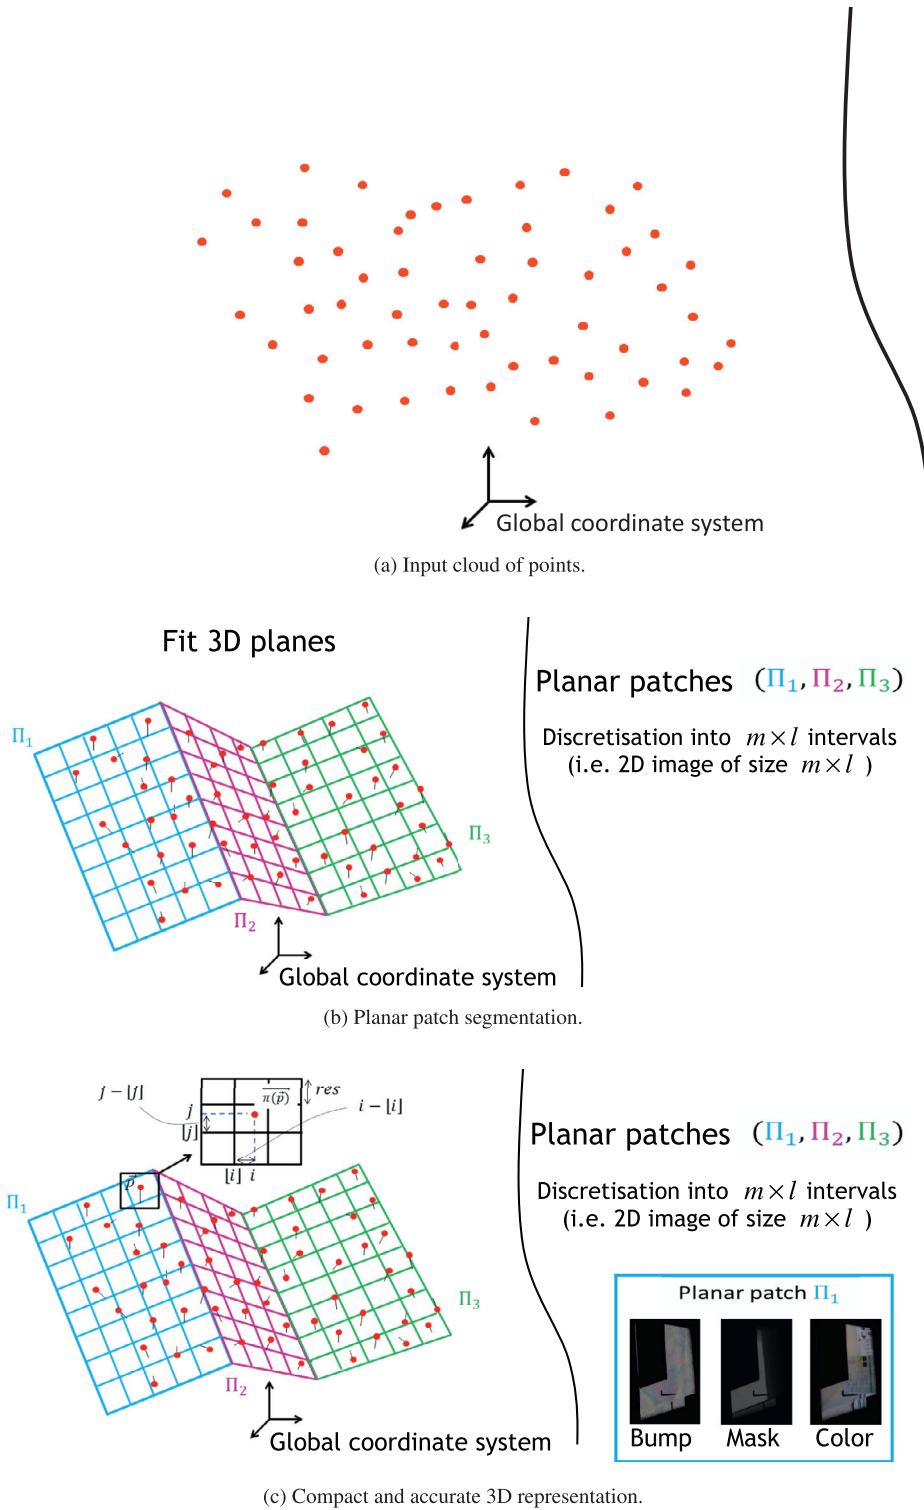 Global coordinate system
(a) Input cloud of points.
Fit 3D planes
Planar patches (Π₁, Π₂, Π₃)
Discretisation into m × l intervals
(i.e. 2D image of size m × l )
Π₁
Π₃
Π₂
Global coordinate system
(b) Planar patch segmentation.
j − ⌊j⌋
π(p⃗)
res
j
⌊j⌋
i − ⌊i⌋
⌊i⌋ i
p⃗
Π₁
Π₃
Π₂
Global coordinate system
Planar patches (Π₁, Π₂, Π₃)
Discretisation into m × l intervals
(i.e. 2D image of size m × l )
Planar patch Π₁
Bump Mask Color
(c) Compact and accurate 3D representation.